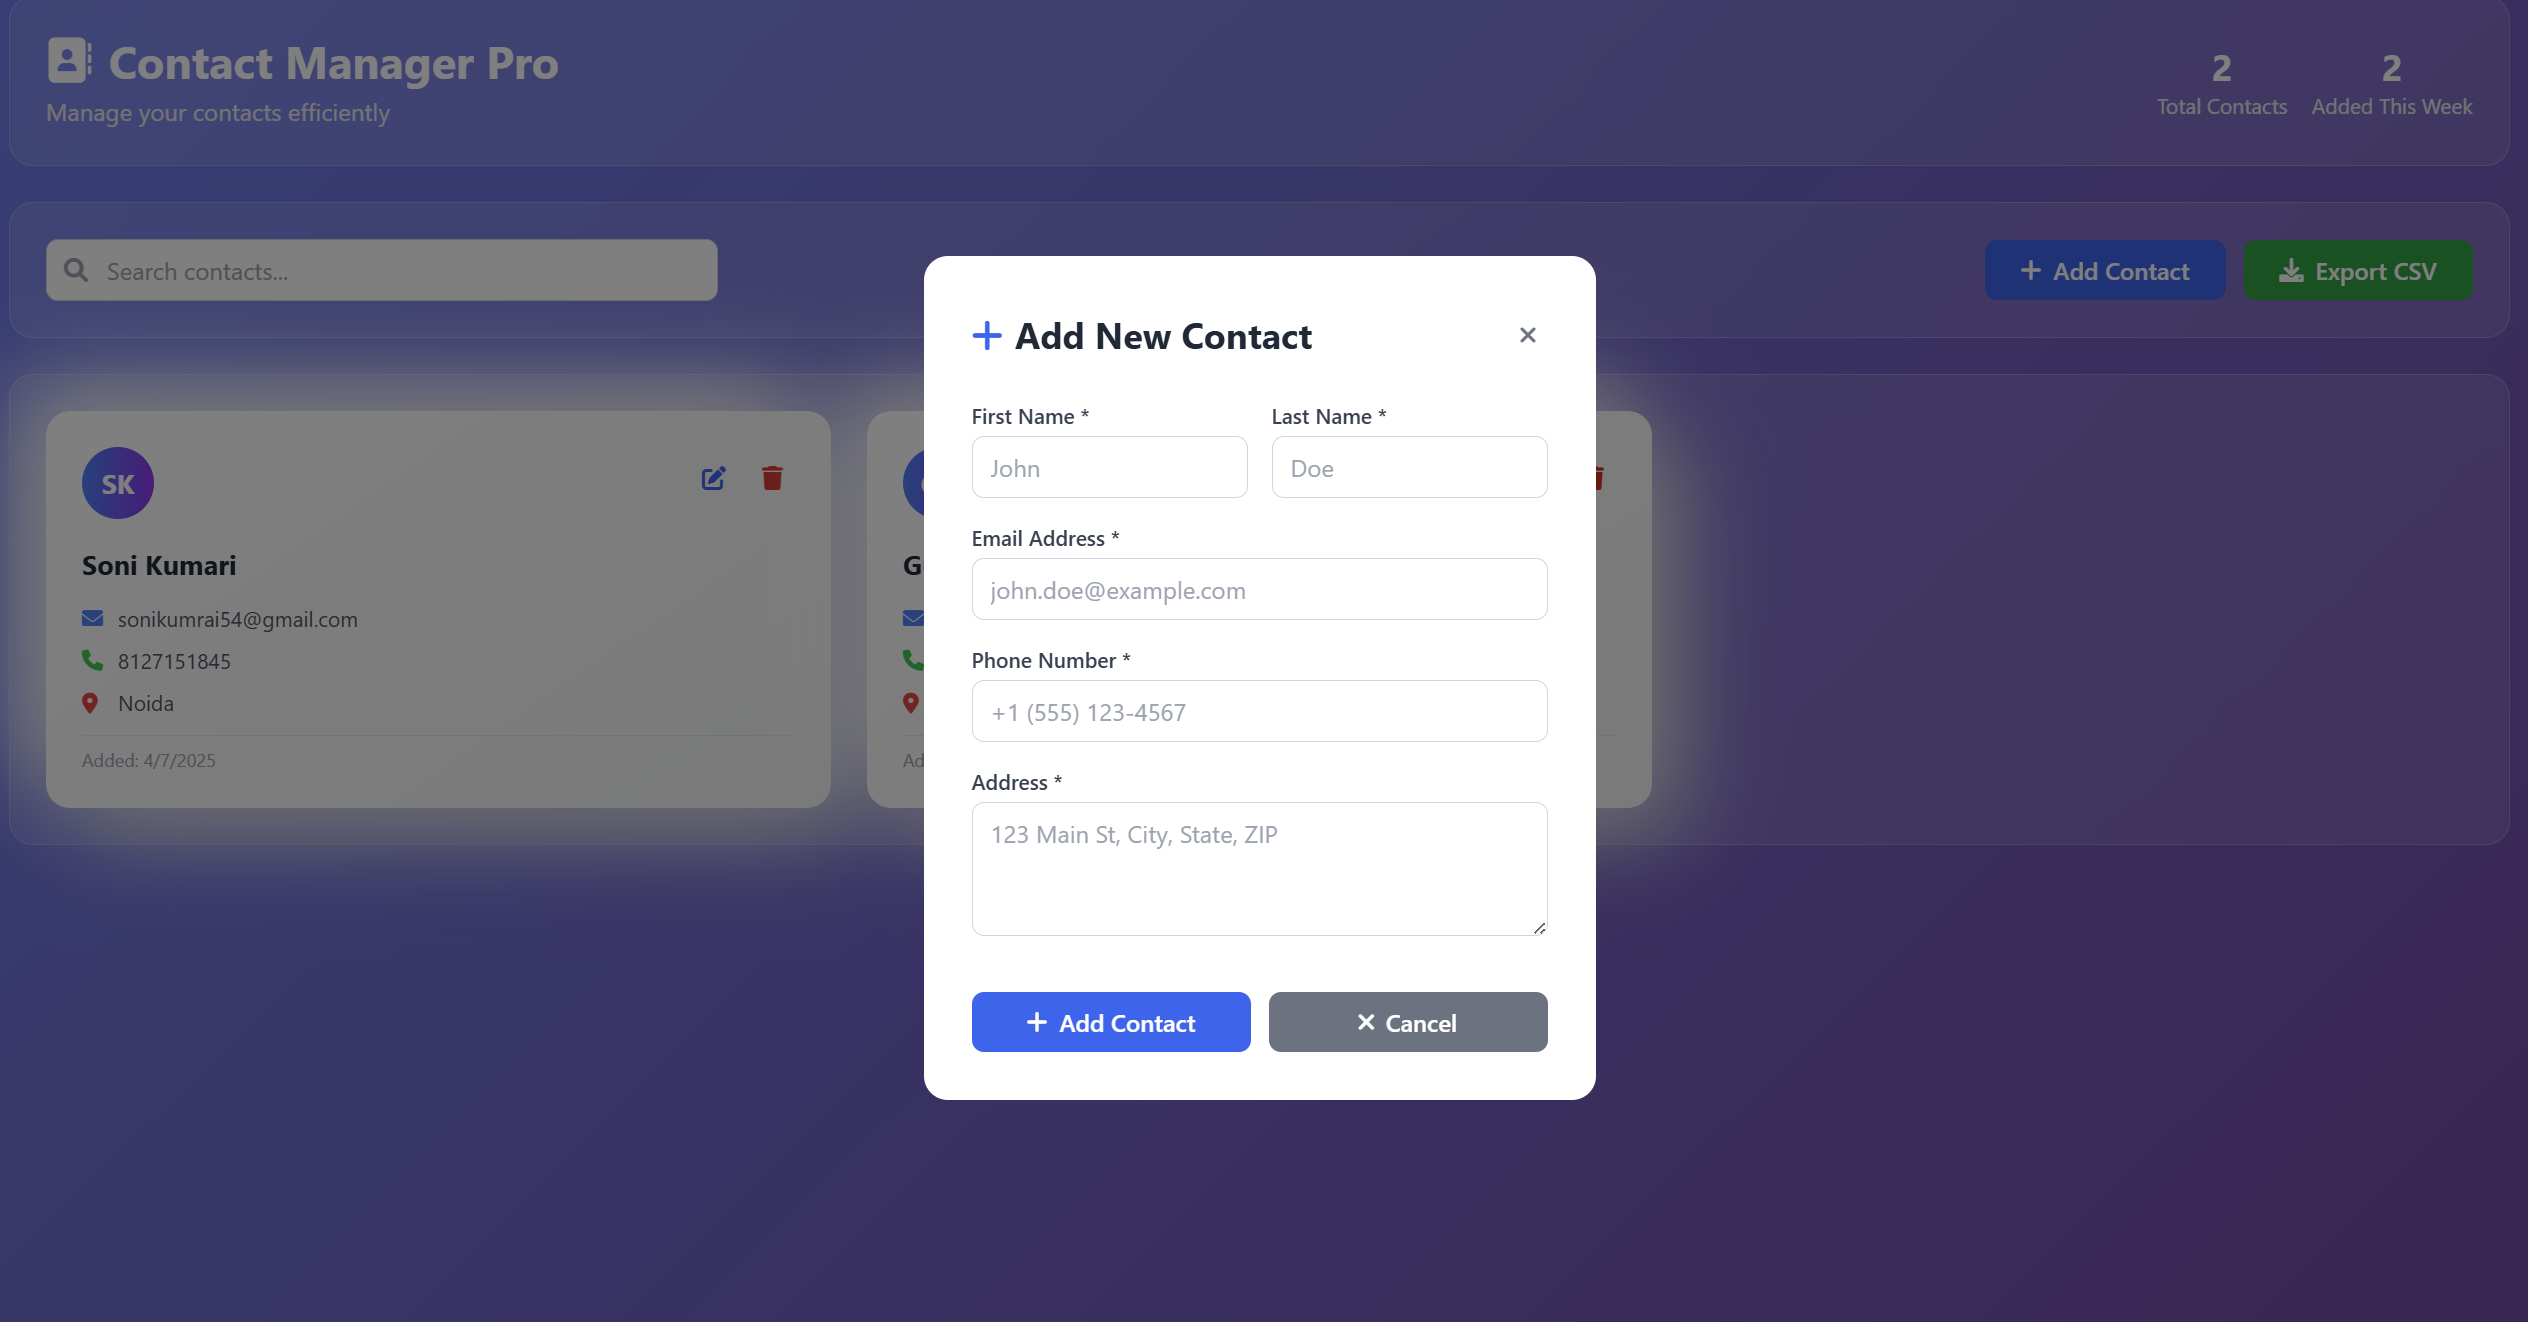 Contact Manager Pro
Manage your contacts efficiently
2
Total Contacts
2
Added This Week
Search contacts...
+ Add Contact
Export CSV
SK
Soni Kumari
sonikumrai54@gmail.com
8127151845
Noida
Added: 4/7/2025
G
Ad
+ Add New Contact
×
First Name *
John
Last Name *
Doe
Email Address *
john.doe@example.com
Phone Number *
+1 (555) 123-4567
Address *
123 Main St, City, State, ZIP
+ Add Contact
× Cancel